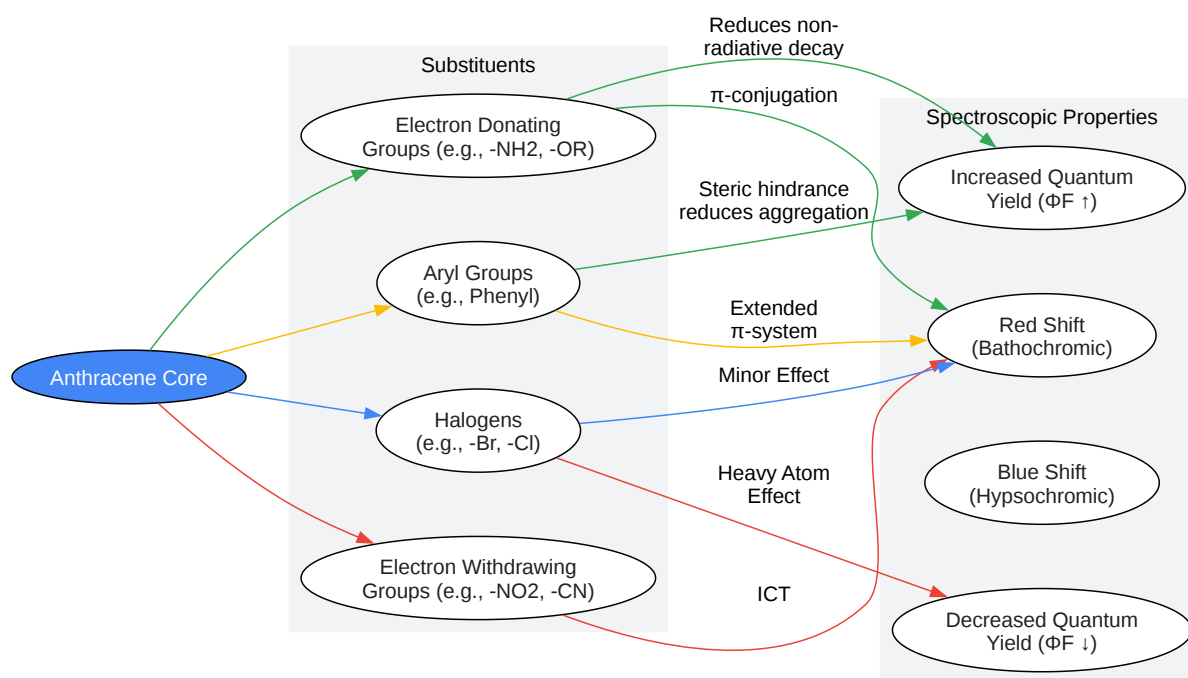 Reduces non-
radiative decay
Substituents
π-conjugation
Spectroscopic Properties
Electron Donating
Groups (e.g., -NH2, -OR)
Increased Quantum
Yield (ΦF ↑)
Steric hindrance
reduces aggregation
Aryl Groups
(e.g., Phenyl)
Extended
π-system
Red Shift
(Bathochromic)
Anthracene Core
Minor Effect
Halogens
(e.g., -Br, -Cl)
Heavy Atom
Effect
Blue Shift
(Hypsochromic)
Electron Withdrawing
Groups (e.g., -NO2, -CN)
ICT
Decreased Quantum
Yield (ΦF ↓)